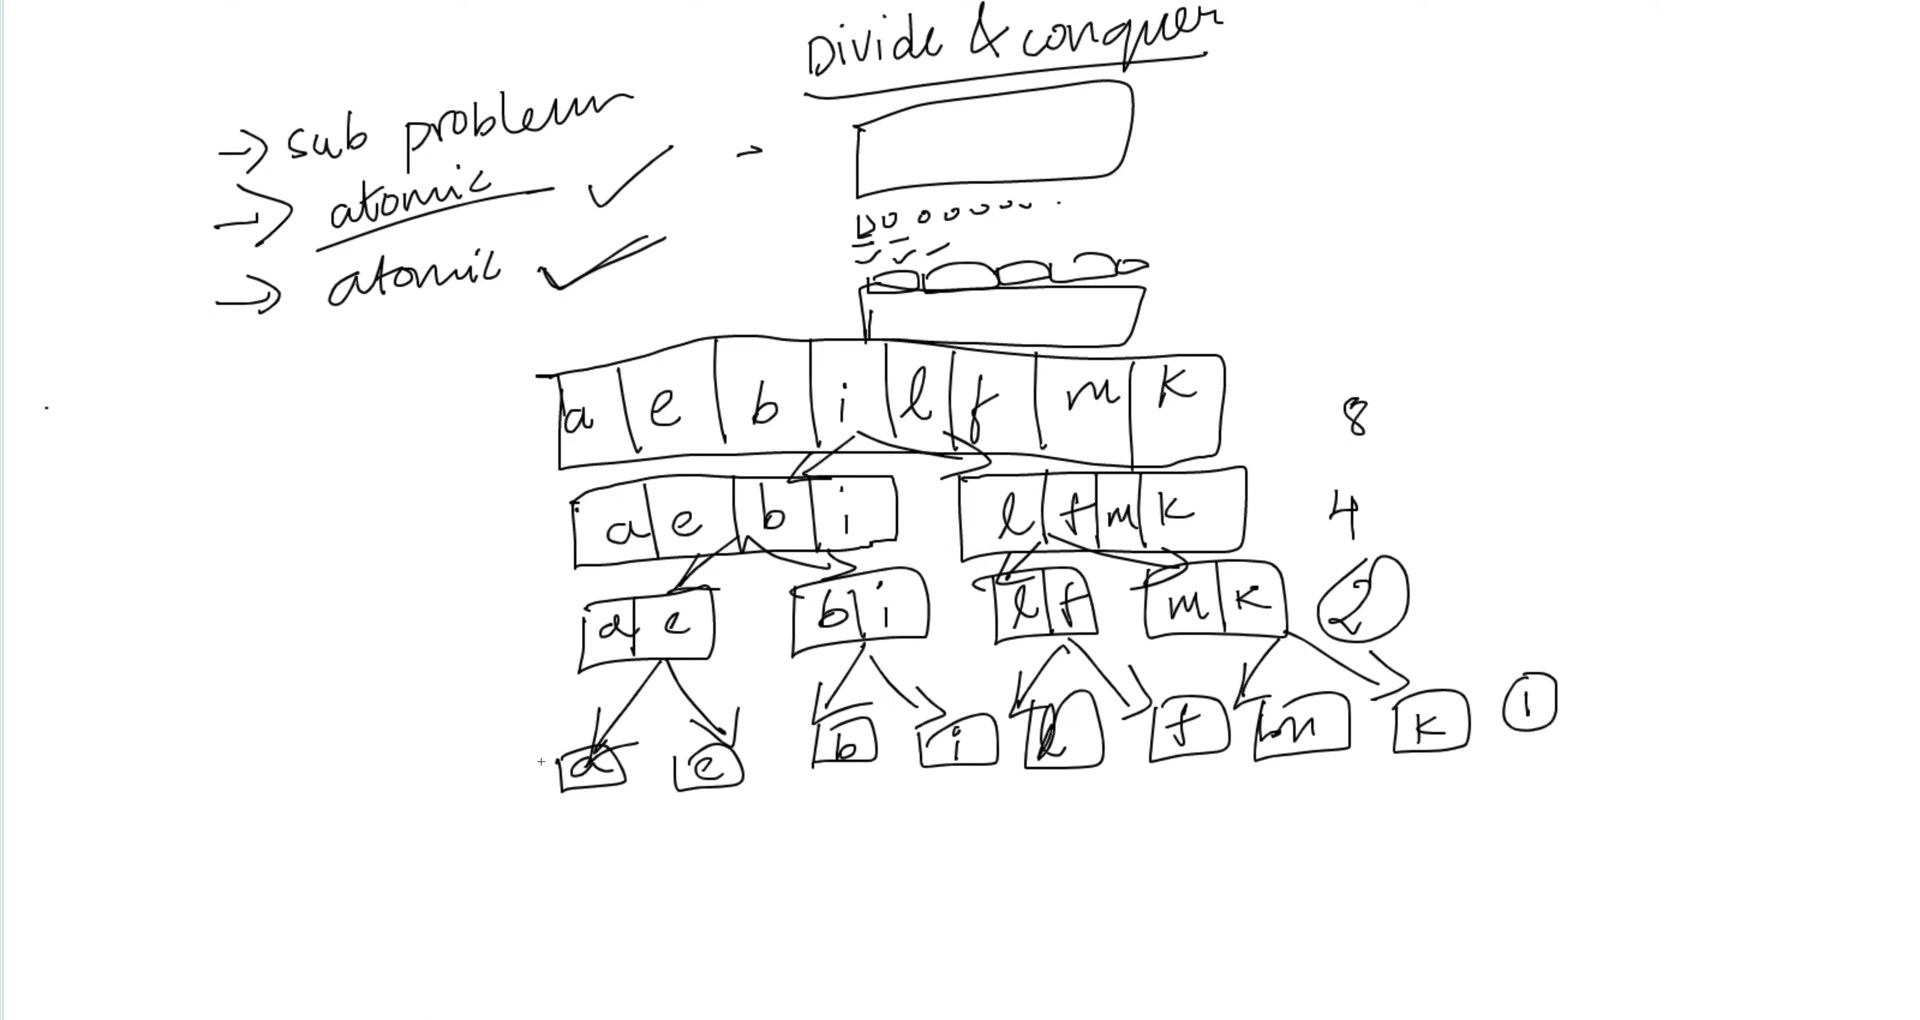 Divide & conquer
→ sub problem
→ atomic ✓
→ atomic ✓
a e b i l f m k 8
a e b i l f m k 4
a e b i l f m k 2
a e b i l f m k 1